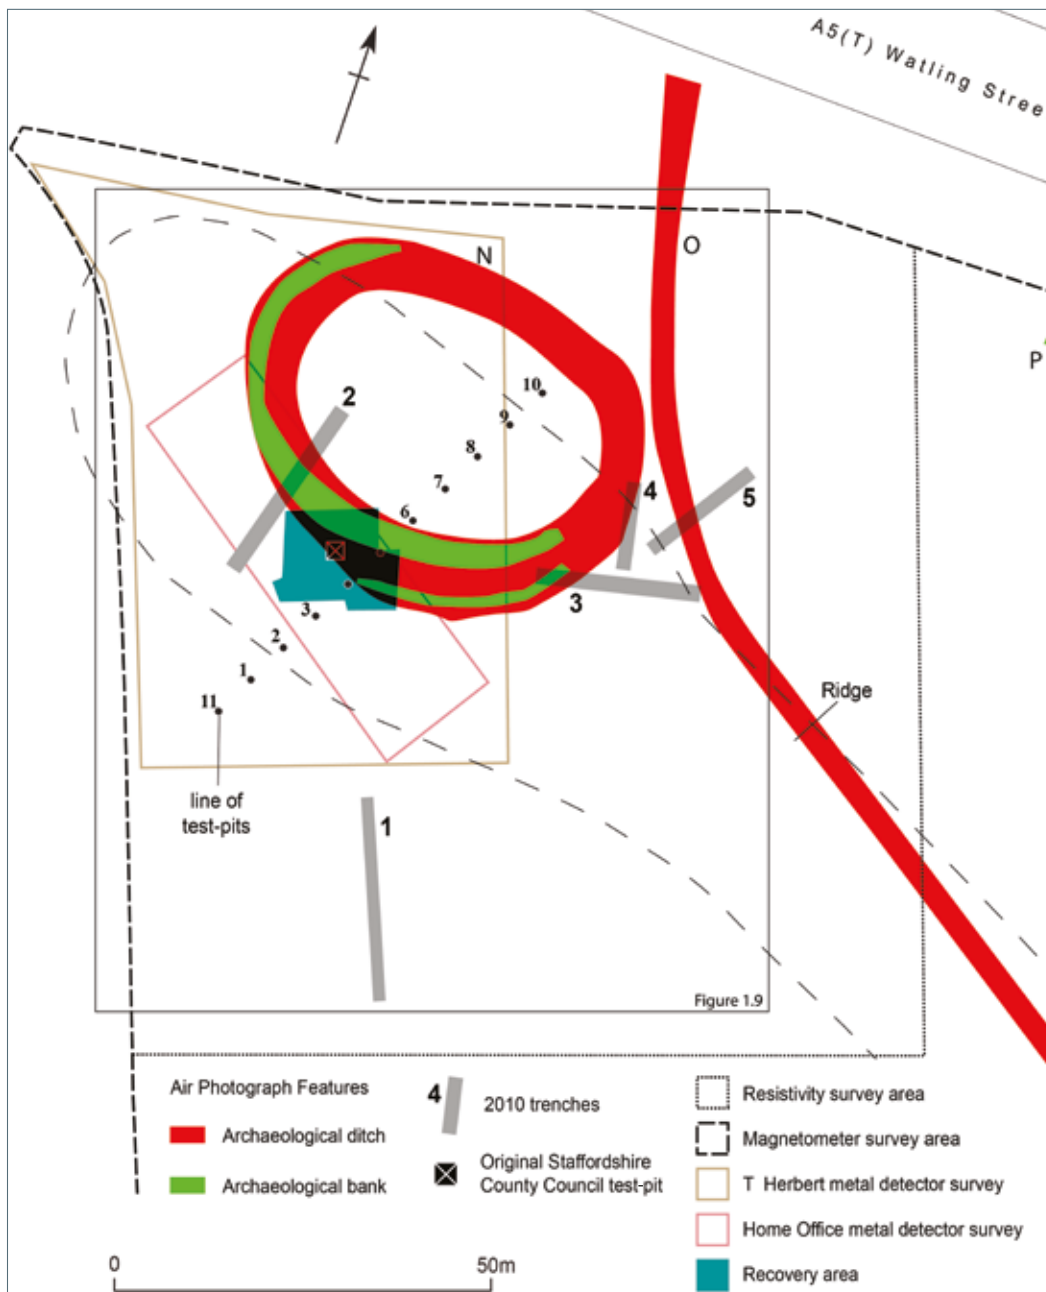 A5(T) Watling Stree
N
O
P
10
9
2
8
7
4
5
6
3
3
2
1
11
Ridge
line of
test-pits
1
Figure 1.9
Air Photograph Features
Archaeological ditch
Archaeological bank
4
2010 trenches
Original Staffordshire
County Council test-pit
Resistivity survey area
Magnetometer survey area
T Herbert metal detector survey
Home Office metal detector survey
Recovery area
0
50m